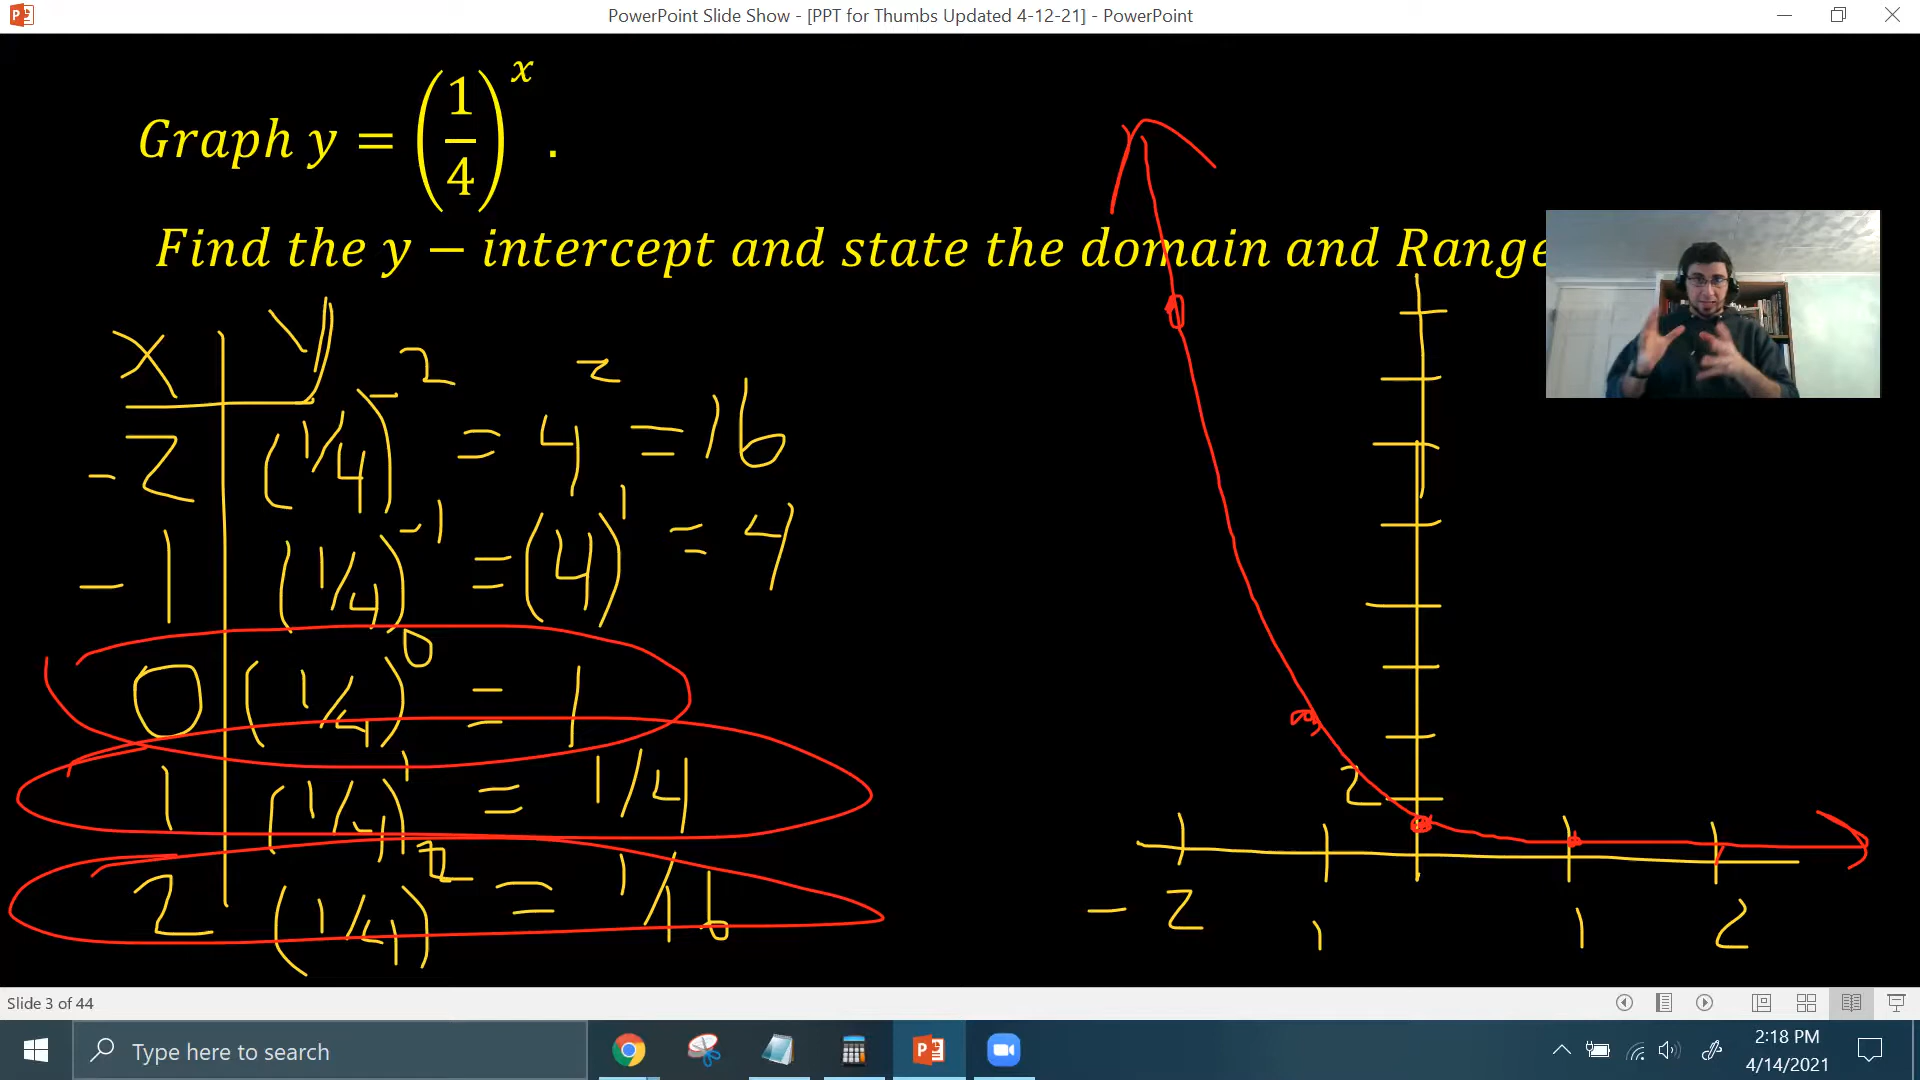 PowerPoint Slide Show - [PPT for Thumbs Updated 4-12-21] - PowerPoint
Graph y = (1/4)^x .
Find the y − intercept and state the domain and Range
x y
-2 (1/4)^-2 = 4^2 = 16
-1 (1/4)^-1 = (4)^1 = 4
0 (1/4)^0 = 1
1 (1/4)^1 = 1/4
2 (1/4)^2 = 1/16
2
-2 1 1 2
Slide 3 of 44
Type here to search
2:18 PM
4/14/2021